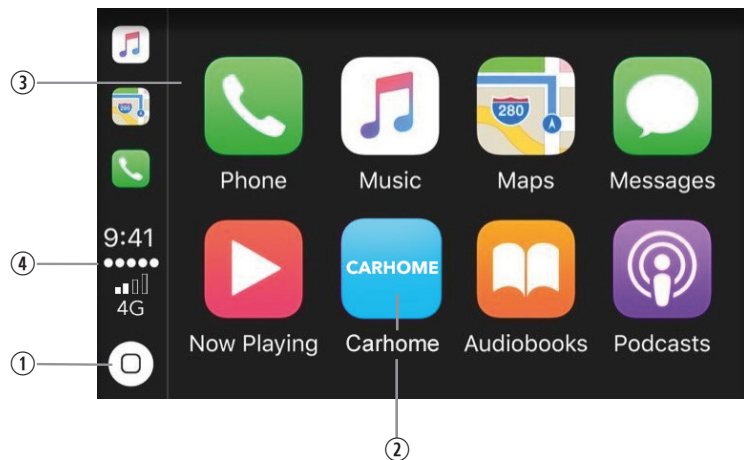 ③
280
Phone Music Maps Messages
9:41
④
4G
CARHOME
Now Playing Carhome Audiobooks Podcasts
①
②